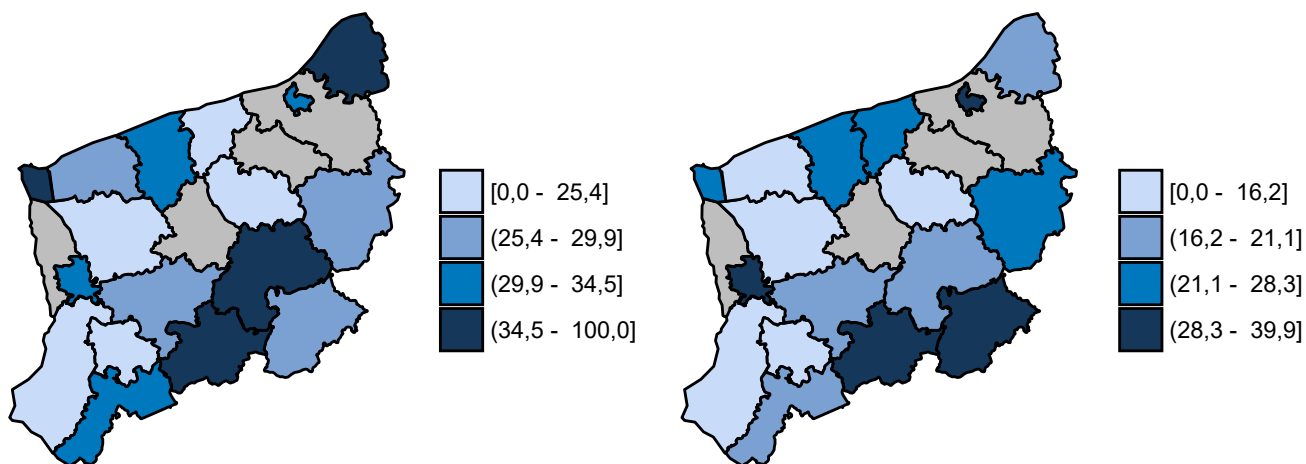 [0,0 - 25,4]
(25,4 - 29,9]
(29,9 - 34,5]
(34,5 - 100,0]
[0,0 - 16,2]
(16,2 - 21,1]
(21,1 - 28,3]
(28,3 - 39,9]